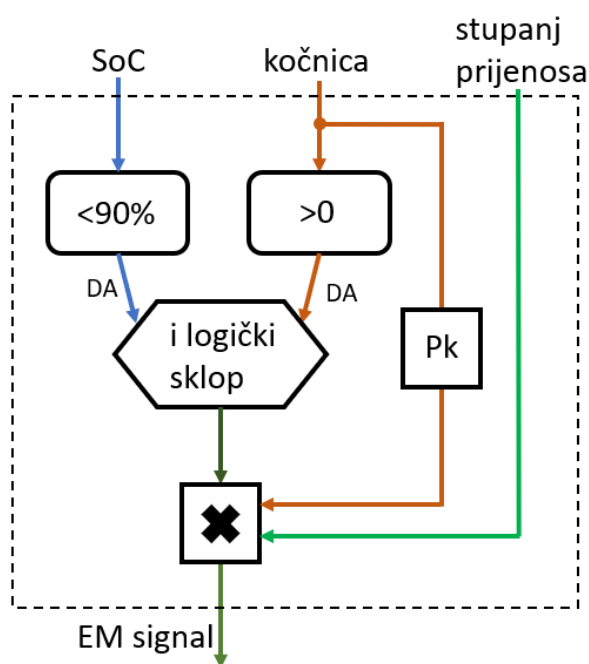 SoC
kočnica
stupanj
prijenosa
<90%
>0
DA
DA
i logički
sklop
Pk
EM signal